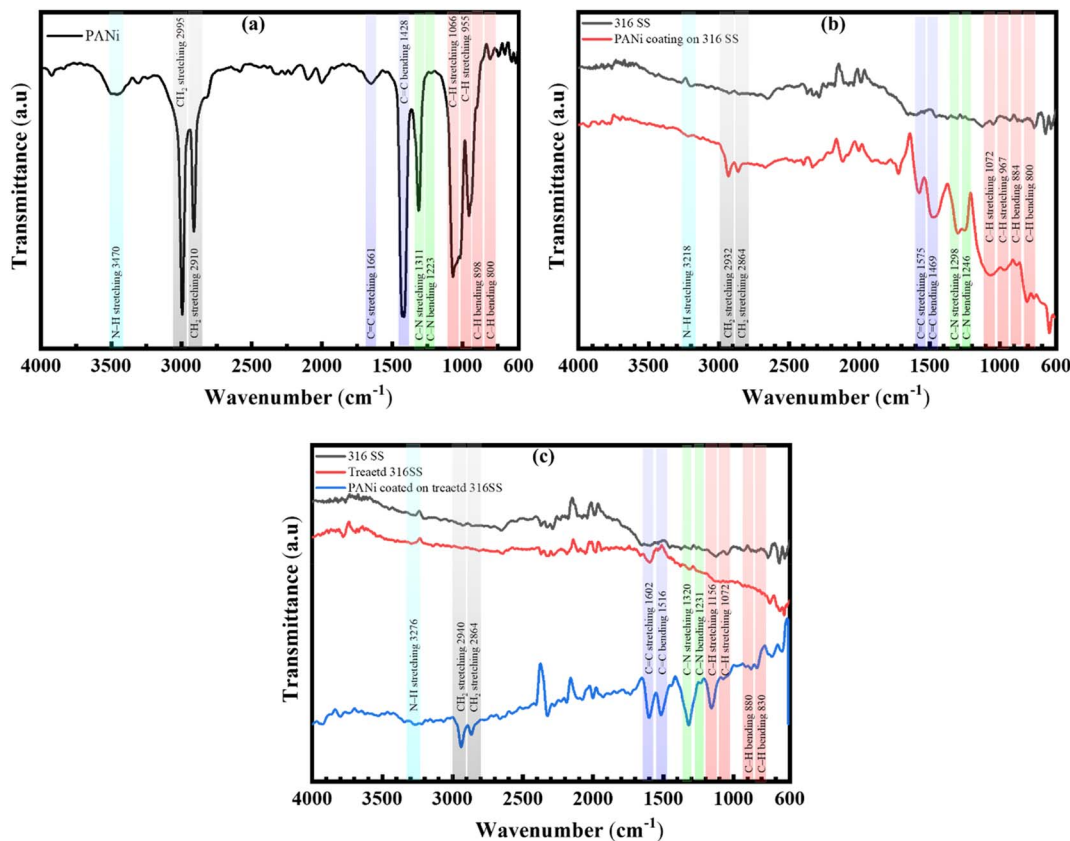 (a)
PANi
N–H stretching 3470
CH2 stretching 2995
CH2 stretching 2910
C=C stretching 1661
C=C bending 1428
C–N stretching 1311
C–N bending 1223
C–H stretching 1066
C–H stretching 955
C–H bending 898
C–H bending 800
Transmittance (a.u)
4000 3500 3000 2500 2000 1500 1000 600
Wavenumber (cm-1)
(b)
316 SS
PANi coating on 316 SS
N–H stretching 3218
CH2 stretching 2932
CH2 stretching 2864
C=C stretching 1575
C=C bending 1469
C–N stretching 1298
C–N bending 1246
C–H stretching 1072
C–H stretching 967
C–H bending 884
C–H bending 800
Transmittance (a.u)
4000 3500 3000 2500 2000 1500 1000 600
Wavenumber (cm-1)
(c)
316 SS
Treaetd 316SS
PANi coated on treaetd 316SS
N–H stretching 3276
CH2 stretching 2940
CH2 stretching 2864
C=C stretching 1602
C=C bending 1516
C–N stretching 1320
C–N bending 1231
C–H stretching 1156
C–H stretching 1072
C–H bending 880
C–H bending 830
Transmittance (a.u)
4000 3500 3000 2500 2000 1500 1000 600
Wavenumber (cm-1)